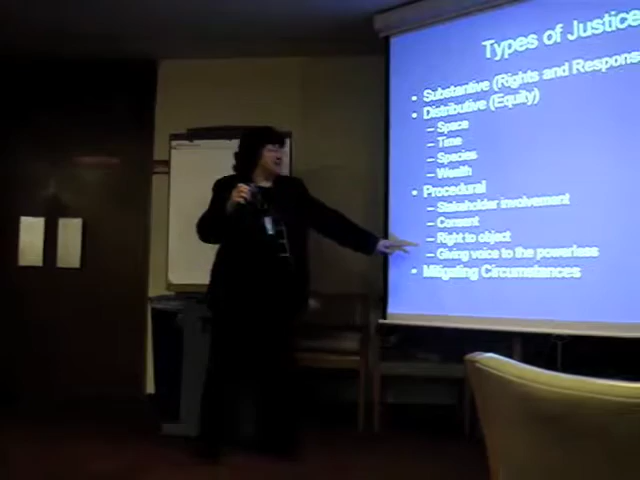 Types of Justice
• Substantive (Rights and Respons
• Distributive (Equity)
– Space
– Time
– Species
– Wealth
• Procedural
– Stakeholder involvement
– Consent
– Right to object
– Giving voice to the powerless
• Mitigating Circumstances